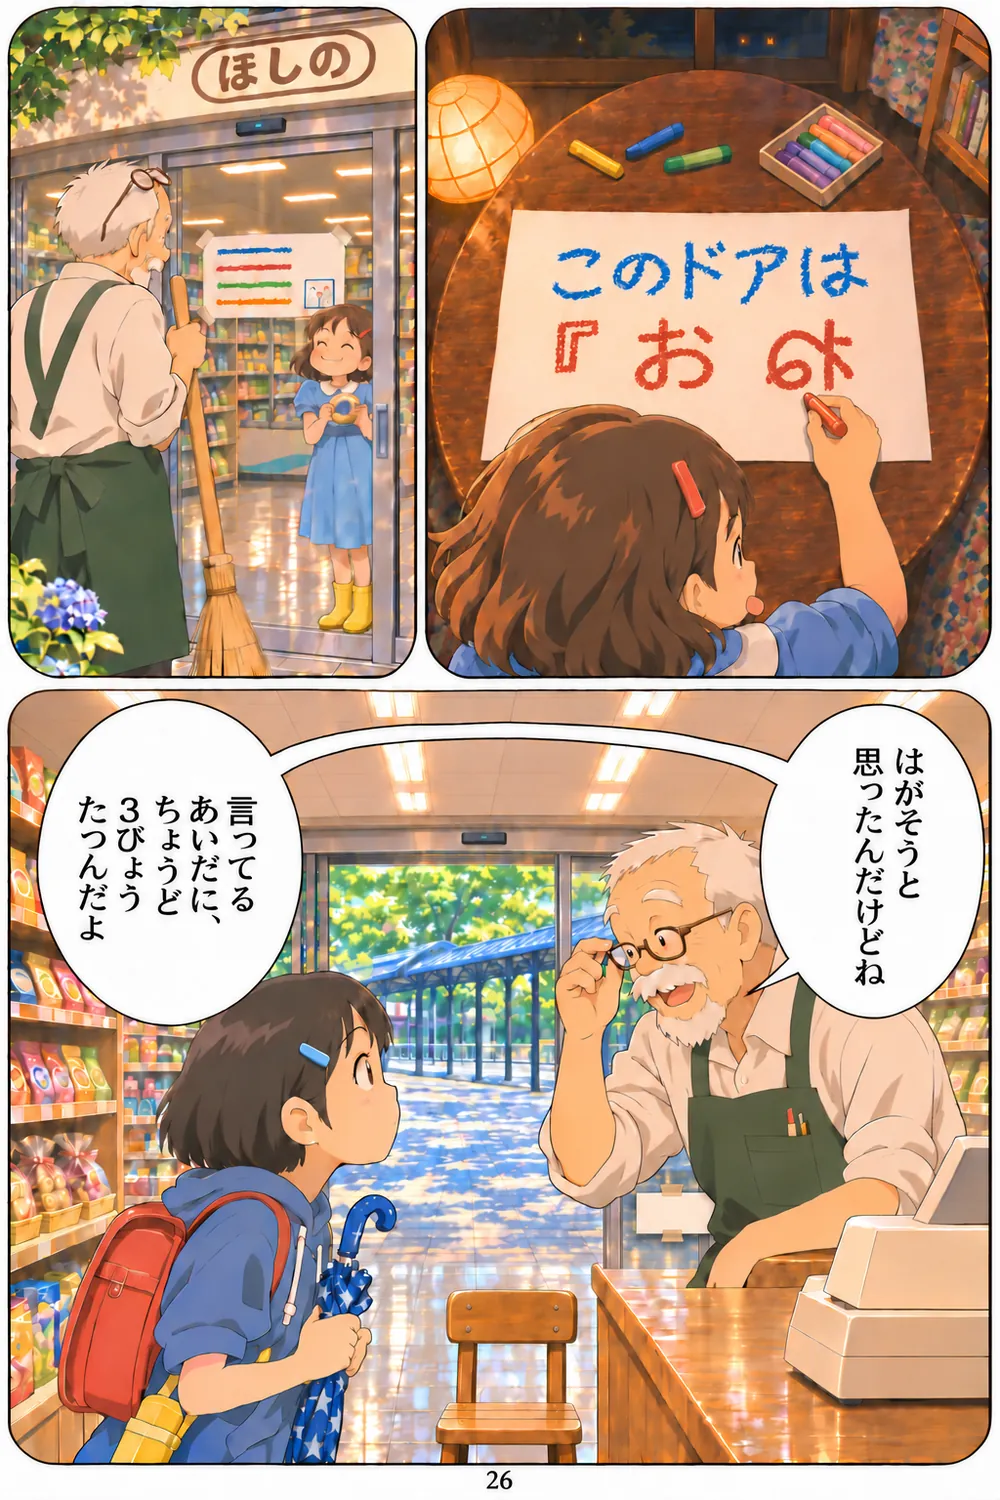 このドアは
『お
ほしの
はがそうと
思ったんだけどね
言ってる
あいだに、
ちょうど
3びょう
たつんだよ
26